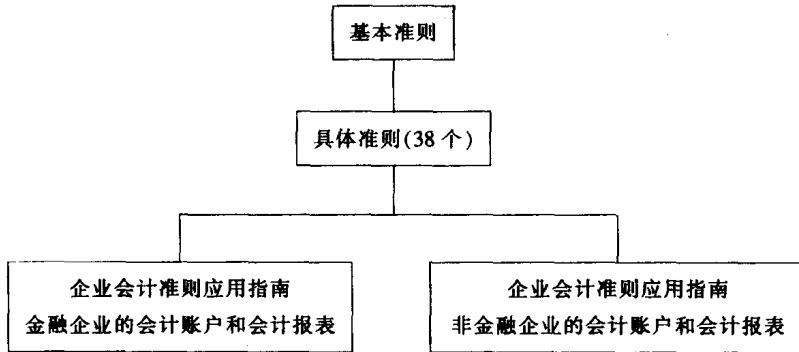 基本准则
具体准则(38 个)
企业会计准则应用指南
金融企业的会计账户和会计报表
企业会计准则应用指南
非金融企业的会计账户和会计报表